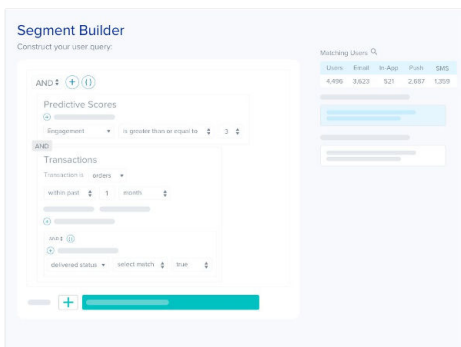 Segment Builder
Construct your user query:
AND
Predictive Scores
Engagement is greater than or equal to 3
AND
Transactions
Transaction is orders
within past 1 month
AND
delivered status select match true
Matching Users
Users Email In-App Push SMS
4,496 3,623 521 2,687 1,359